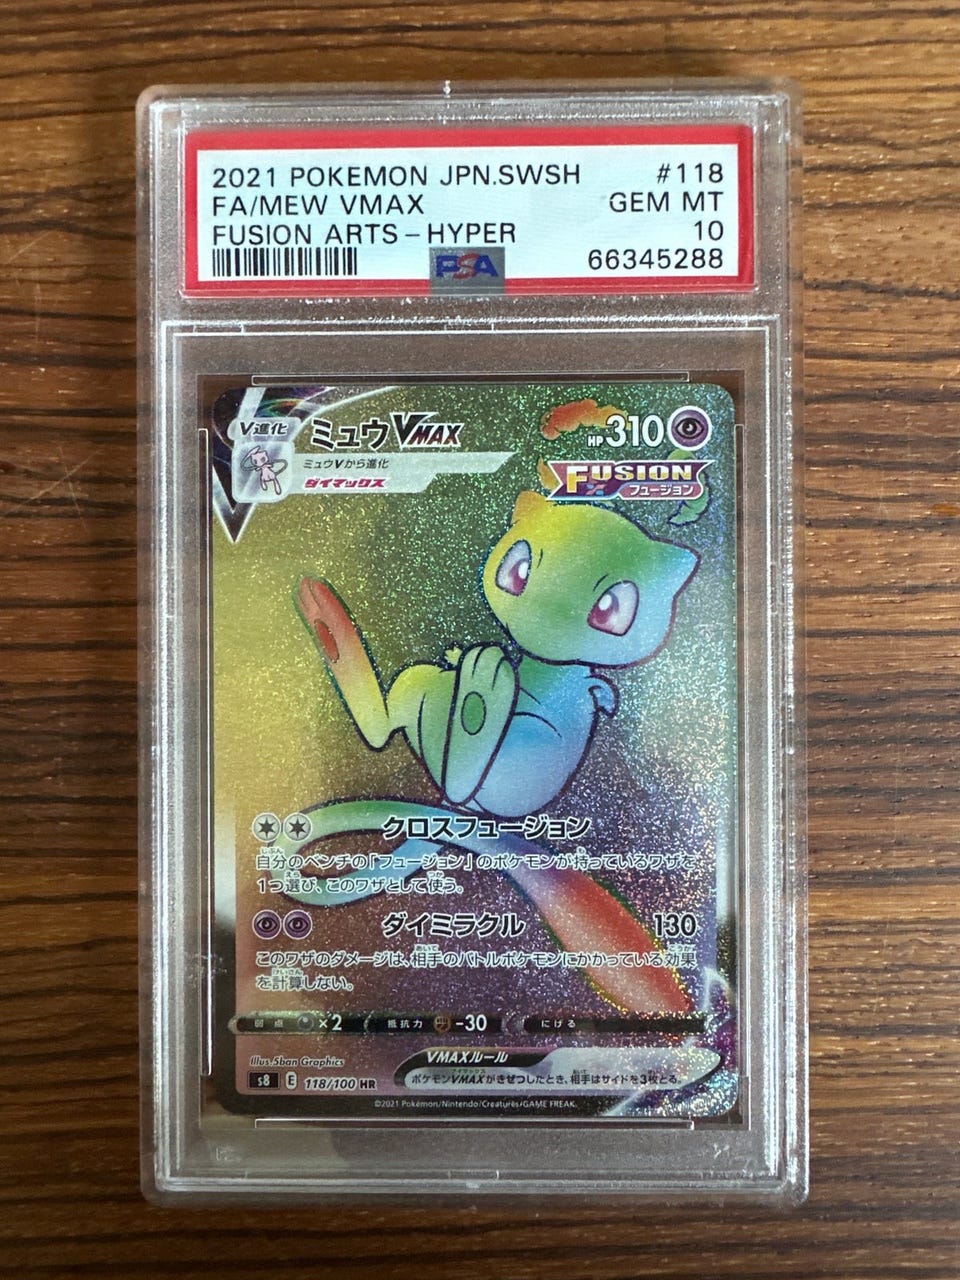 2021 POKEMON JPN.SWSH #118
FA/MEW VMAX GEM MT
FUSION ARTS-HYPER 10
66345288
PSA
V進化
ミュウVMAX
HP310
ミュウVから進化
ダイマックス
FUSION
フュージョン
クロスフュージョン
自分のベンチの「フュージョン」のポケモンが持っているワザを
1つ選び、このワザとして使う。
ダイミラクル 130
このワザのダメージは、相手のバトルポケモンにかかっている効果
を計算しない。
弱点 ×2 抵抗力 -30 にげる
Illus. 5ban Graphics
VMAXルール
ポケモンVMAXがきぜつしたとき、相手はサイドを3枚とる。
s8 E 118/100 HR
©2021 Pokémon/Nintendo/Creatures/GAME FREAK.